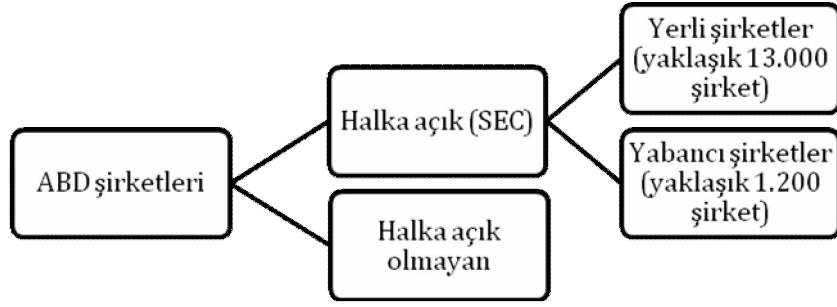 ABD şirketleri
Halka açık (SEC)
Halka açık
olmayan
Yerli şirketler
(yaklaşık 13.000
şirket)
Yabancı şirketler
(yaklaşık 1.200
şirket)